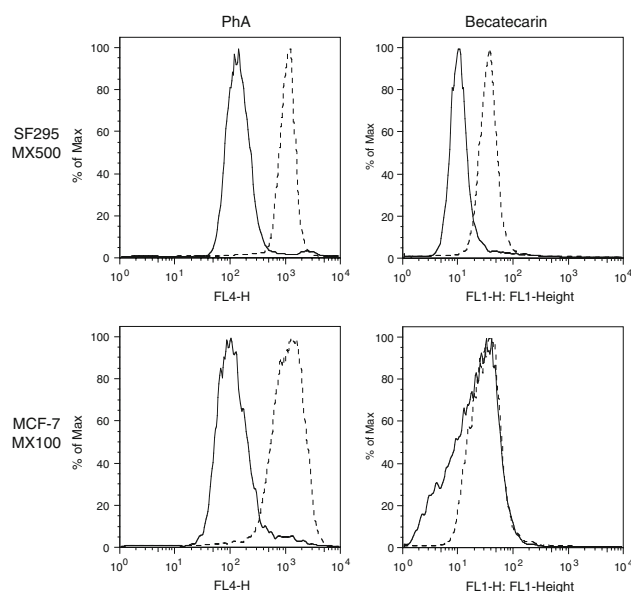 PhA
Becatecarin
SF295
MX500
% of Max
100
80
60
40
20
0
10⁰ 10¹ 10² 10³ 10⁴
FL4-H
% of Max
100
80
60
40
20
0
10⁰ 10¹ 10² 10³ 10⁴
FL1-H: FL1-Height
MCF-7
MX100
% of Max
100
80
60
40
20
0
10⁰ 10¹ 10² 10³ 10⁴
FL4-H
% of Max
100
80
60
40
20
0
10⁰ 10¹ 10² 10³ 10⁴
FL1-H: FL1-Height